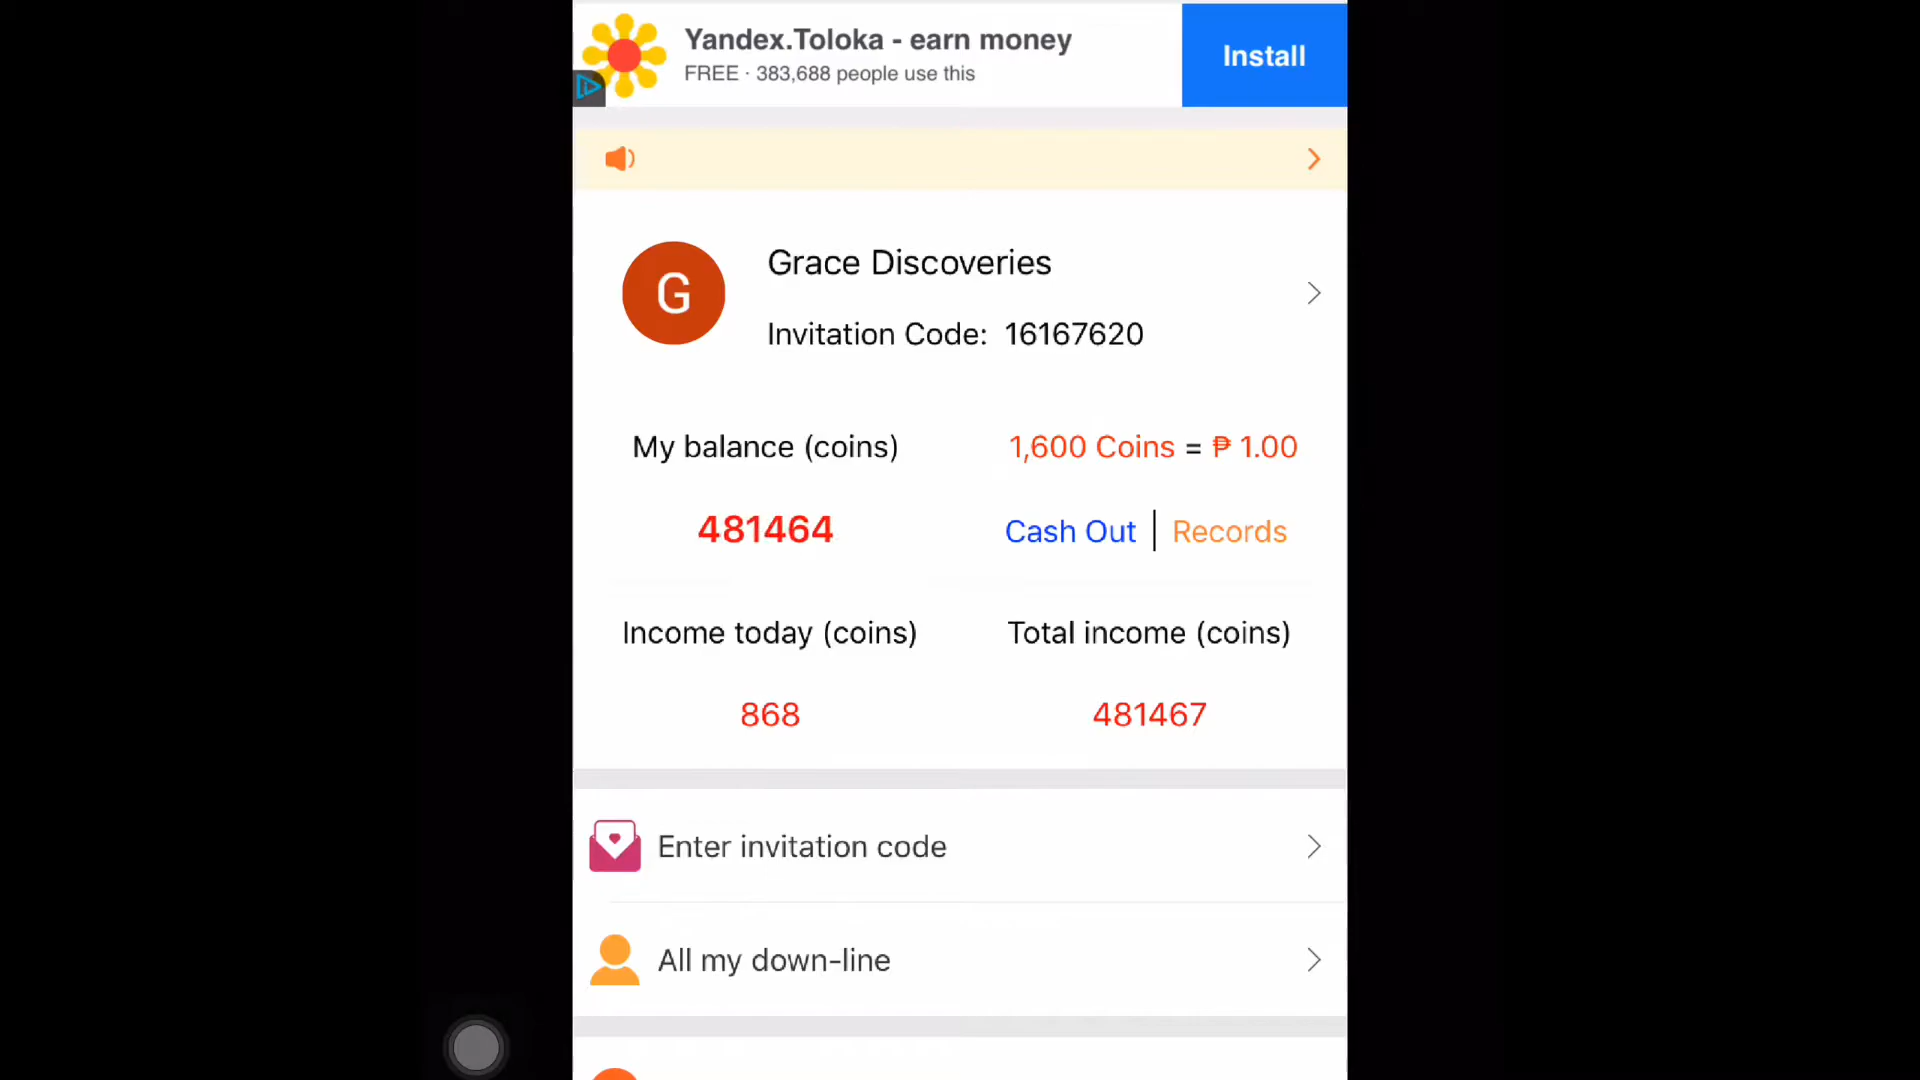 Yandex.Toloka - earn money
FREE · 383,688 people use this
Install
G
Grace Discoveries
Invitation Code: 16167620
My balance (coins)
1,600 Coins = ₱ 1.00
481464
Cash Out | Records
Income today (coins)
Total income (coins)
868
481467
Enter invitation code
All my down-line